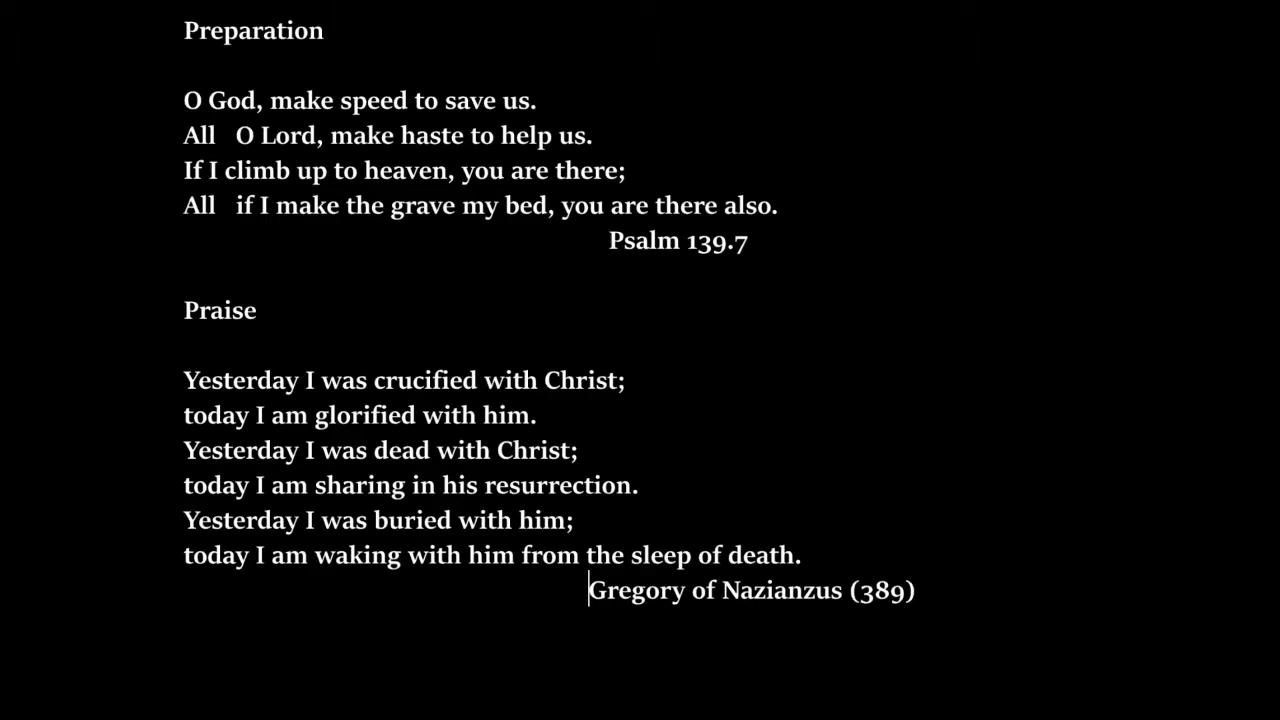 Preparation
O God, make speed to save us.
All O Lord, make haste to help us.
If I climb up to heaven, you are there;
All if I make the grave my bed, you are there also.
Psalm 139.7
Praise
Yesterday I was crucified with Christ;
today I am glorified with him.
Yesterday I was dead with Christ;
today I am sharing in his resurrection.
Yesterday I was buried with him;
today I am waking with him from the sleep of death.
Gregory of Nazianzus (389)